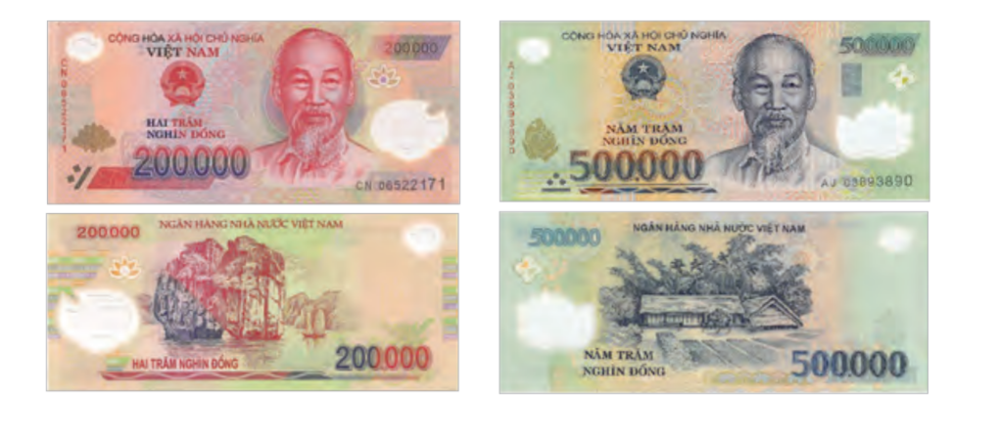 CỘNG HÒA XÃ HỘI CHỦ NGHĨA
VIỆT NAM
200000
CN 06522171
HAI TRĂM
NGHÌN ĐỒNG
200000
CN 06522171
CỘNG HÒA XÃ HỘI CHỦ NGHĨA
VIỆT NAM
500000
AJ 03893890
NĂM TRĂM
NGHÌN ĐỒNG
500000
AJ 03893890
200000
NGÂN HÀNG NHÀ NƯỚC VIỆT NAM
HAI TRĂM NGHÌN ĐỒNG
200000
500000
NGÂN HÀNG NHÀ NƯỚC VIỆT NAM
NĂM TRĂM
NGHÌN ĐỒNG
500000